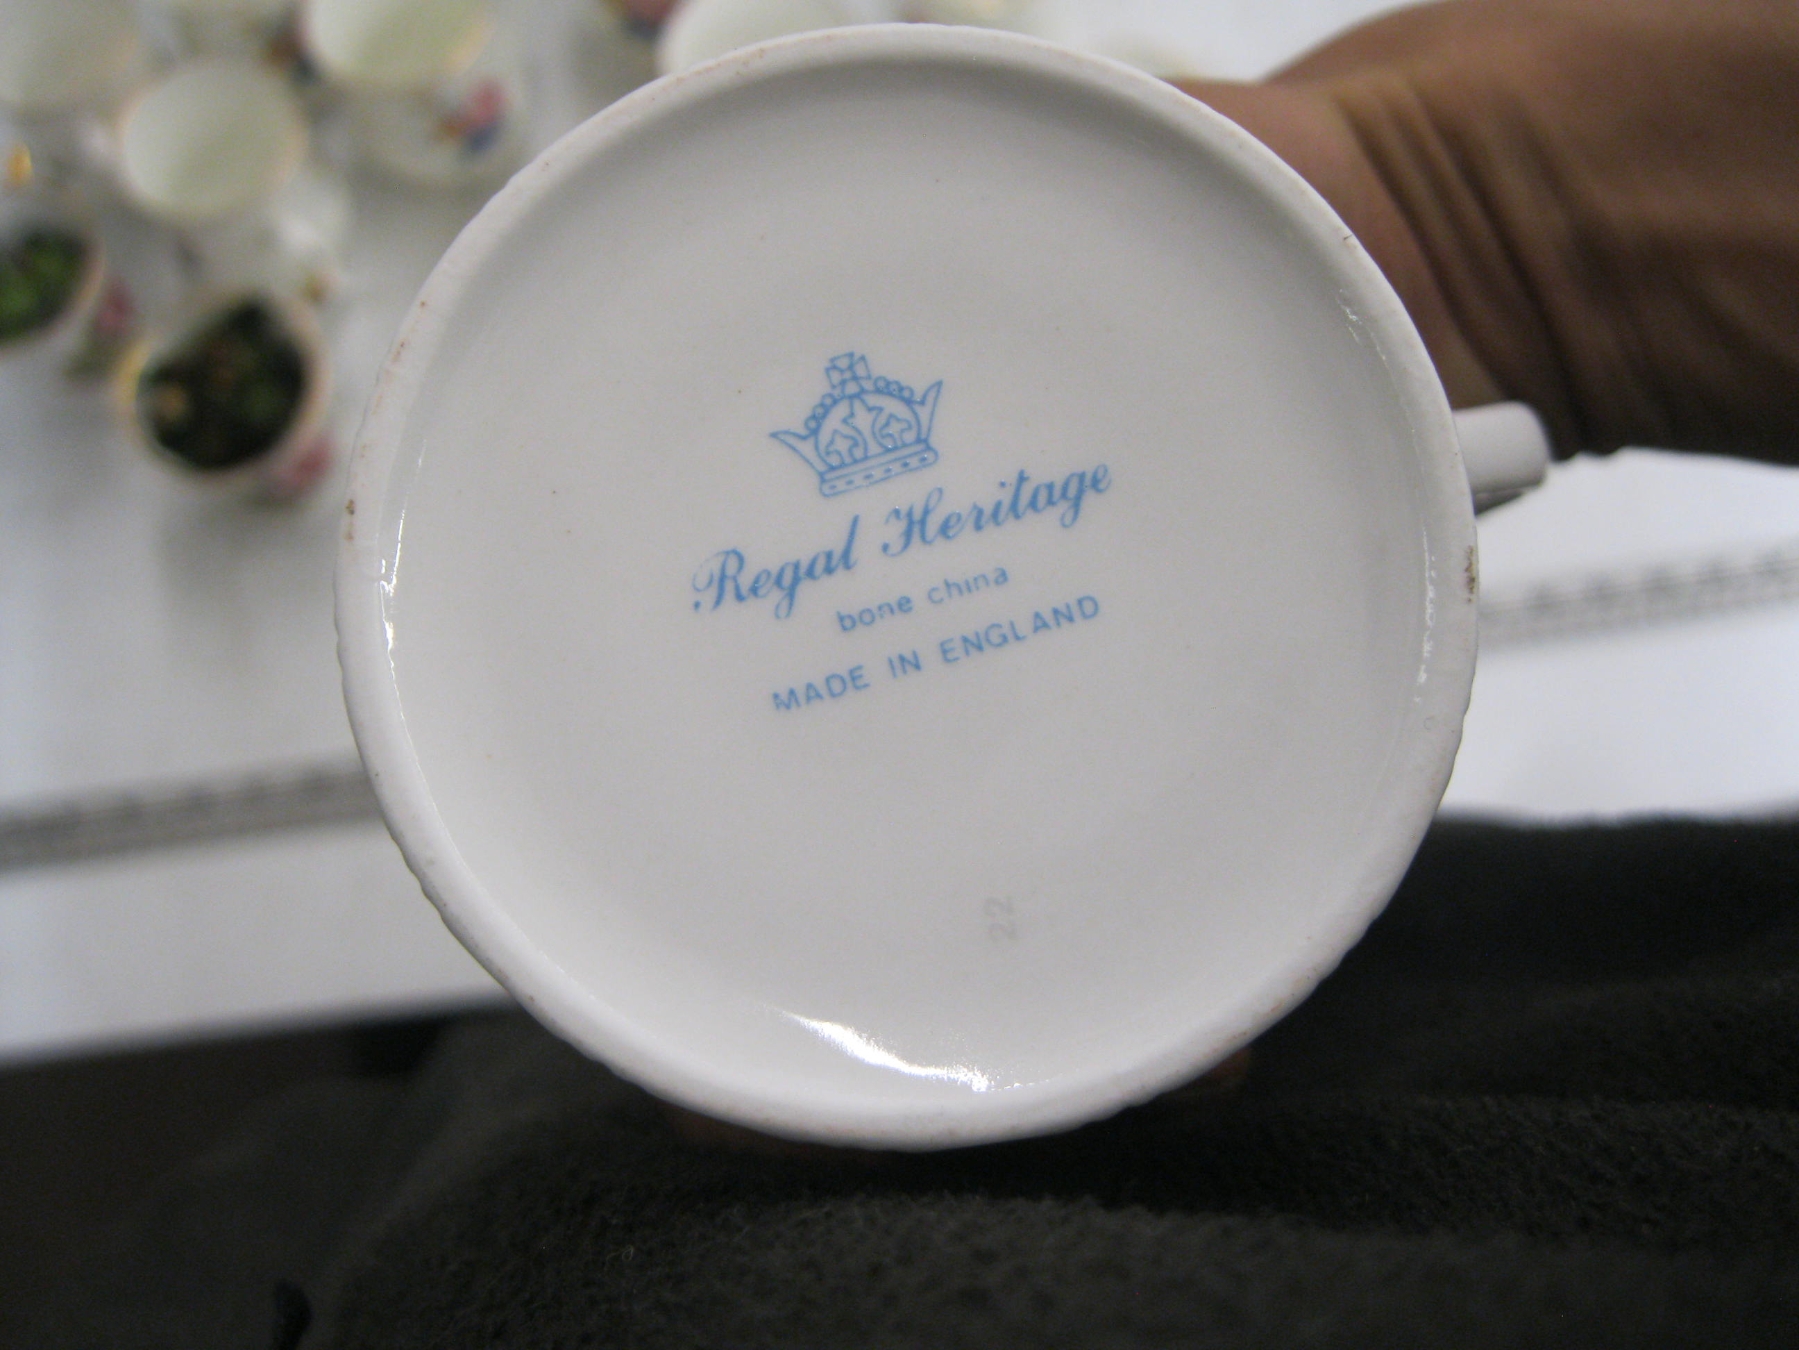 Regal Heritage
bone china
MADE IN ENGLAND
22